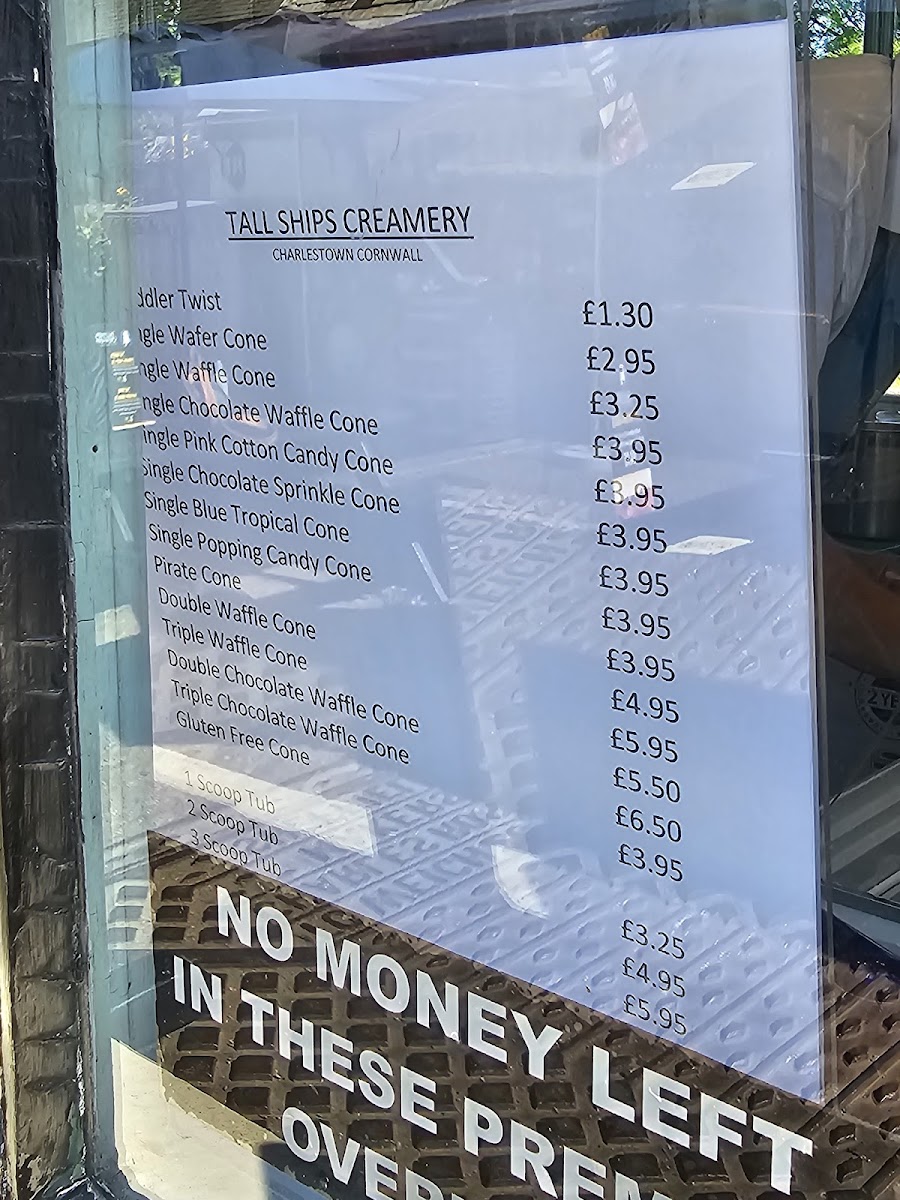 TALL SHIPS CREAMERY
CHARLESTOWN CORNWALL
ddler Twist £1.30
ngle Wafer Cone £2.95
ngle Waffle Cone £3.25
ngle Chocolate Waffle Cone £3.95
ingle Pink Cotton Candy Cone £3.95
Single Chocolate Sprinkle Cone £3.95
Single Blue Tropical Cone £3.95
Single Popping Candy Cone £3.95
Pirate Cone £3.95
Double Waffle Cone £4.95
Triple Waffle Cone £5.95
Double Chocolate Waffle Cone £5.50
Triple Chocolate Waffle Cone £6.50
Gluten Free Cone £3.95
1 Scoop Tub £3.25
2 Scoop Tub £4.95
3 Scoop Tub £5.95
NO MONEY LEFT
IN THESE PREM
OVER